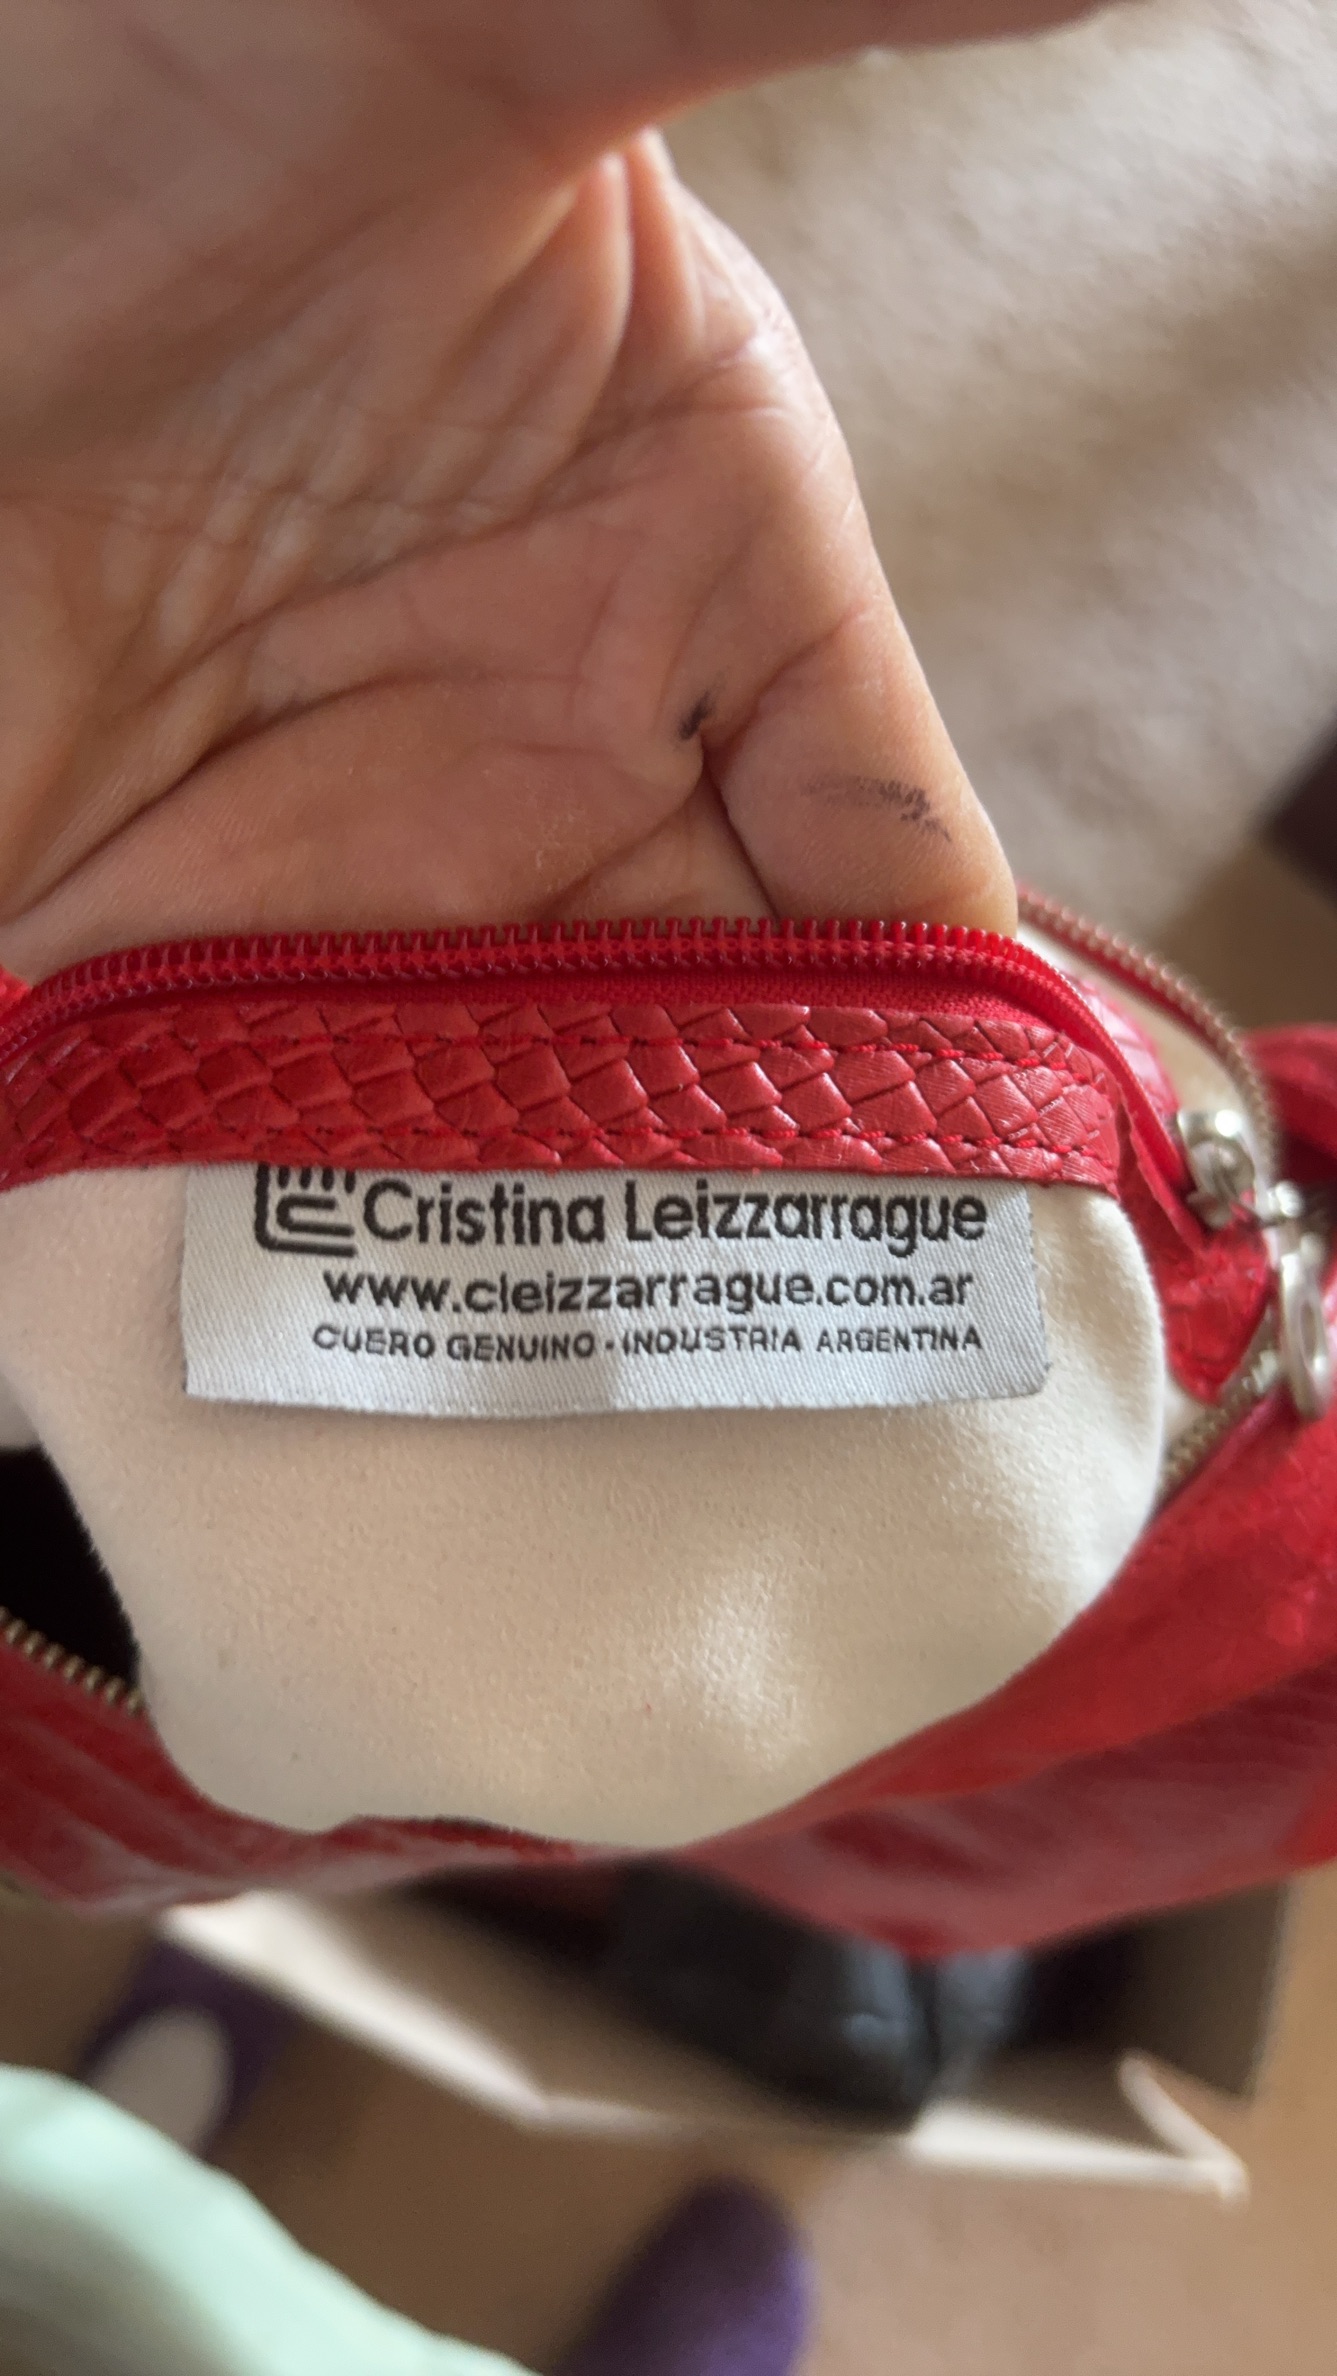 Cristina Leizzarrague
www.cleizzarrague.com.ar
CUERO GENUINO - INDUSTRIA ARGENTINA